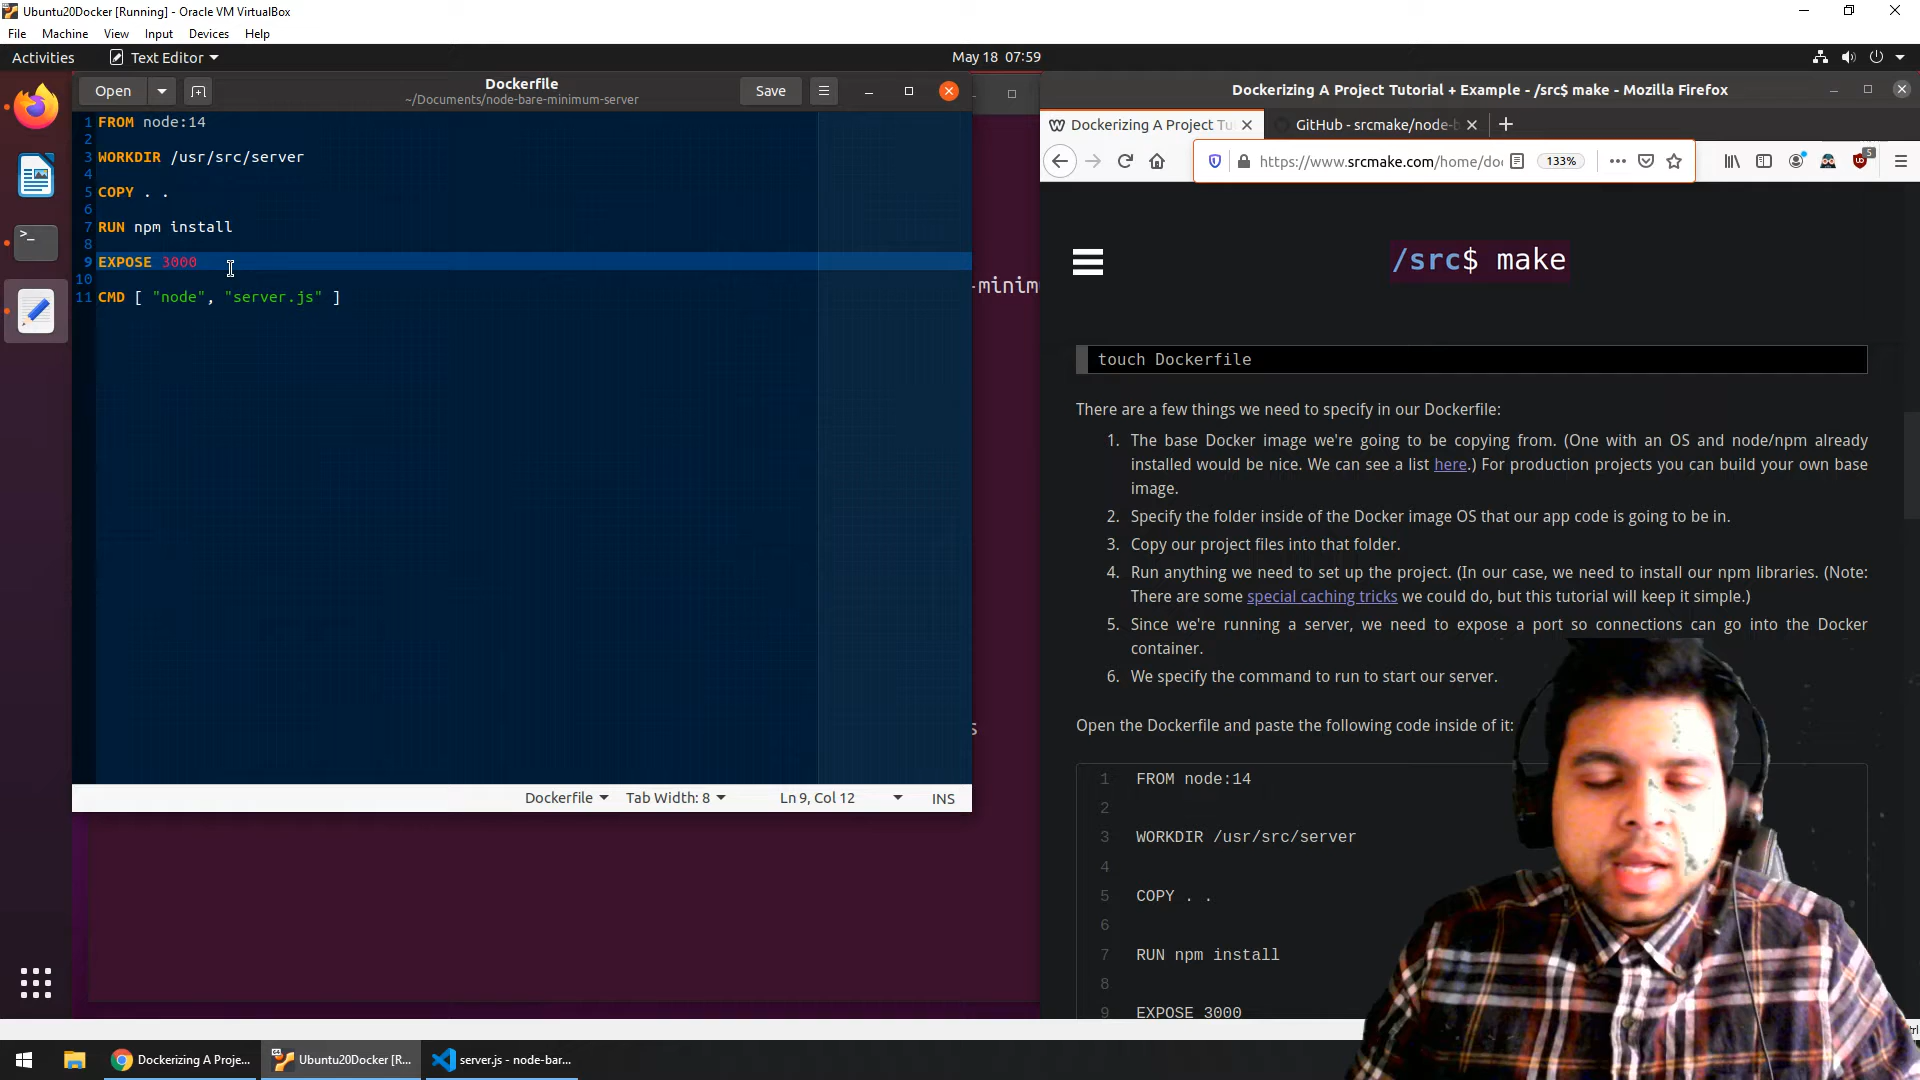 Ubuntu20Docker [Running] - Oracle VM VirtualBox
File Machine View Input Devices Help
Activities Text Editor May 18 07:59
Open Dockerfile Save
~/Documents/node-bare-minimum-server
1 FROM node:14
2
3 WORKDIR /usr/src/server
4
5 COPY . .
6
7 RUN npm install
8
9 EXPOSE 3000
10
11 CMD [ "node", "server.js" ]
Dockerfile Tab Width: 8 Ln 9, Col 12 INS
-minim
s
Dockerizing A Project Tutorial + Example - /src$ make - Mozilla Firefox
Dockerizing A Project Tu GitHub - srcmake/node-b
https://www.srcmake.com/home/do 133% 5
/src$ make
touch Dockerfile
There are a few things we need to specify in our Dockerfile:
1. The base Docker image we're going to be copying from. (One with an OS and node/npm already
installed would be nice. We can see a list here.) For production projects you can build your own base
image.
2. Specify the folder inside of the Docker image OS that our app code is going to be in.
3. Copy our project files into that folder.
4. Run anything we need to set up the project. (In our case, we need to install our npm libraries. (Note:
There are some special caching tricks we could do, but this tutorial will keep it simple.)
5. Since we're running a server, we need to expose a port so connections can go into the Docker
container.
6. We specify the command to run to start our server.
Open the Dockerfile and paste the following code inside of it:
1 FROM node:14
2
3 WORKDIR /usr/src/server
4
5 COPY . .
6
7 RUN npm install
8
9 EXPOSE 3000
Dockerizing A Proje... Ubuntu20Docker [R... server.js - node-bar...